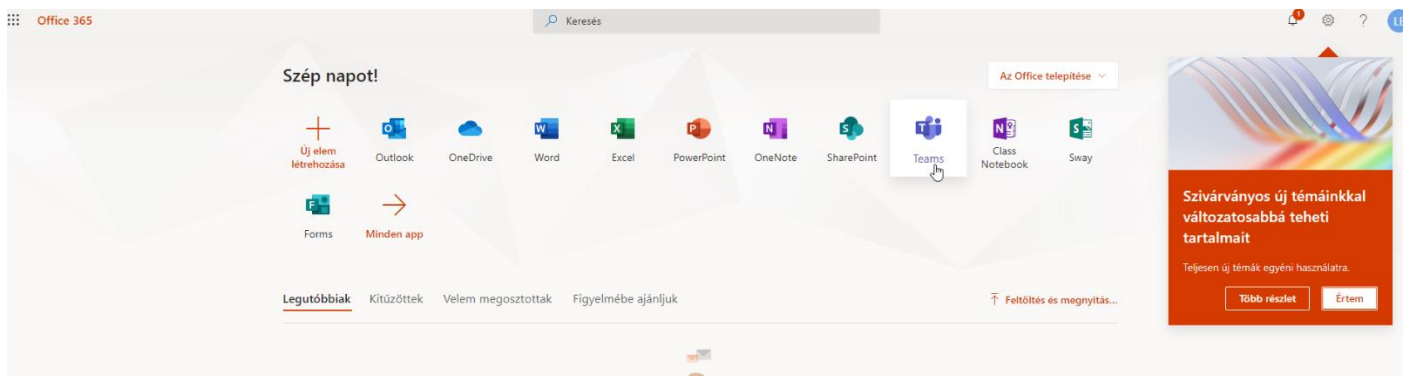 Office 365
Keresés
1
?
LE
Szép napot!
Az Office telepítése
Új elem
létrehozása
Outlook
OneDrive
Word
Excel
PowerPoint
OneNote
SharePoint
Teams
Class
Notebook
Sway
Forms
Minden app
Szivárványos új témáinkkal
változatosabbá teheti
tartalmait
Teljesen új témák egyéni használatra.
Több részlet
Értem
Legutóbbiak
Kitűzöttek
Velem megosztottak
Figyelmébe ajánljuk
Feltöltés és megnyitás...